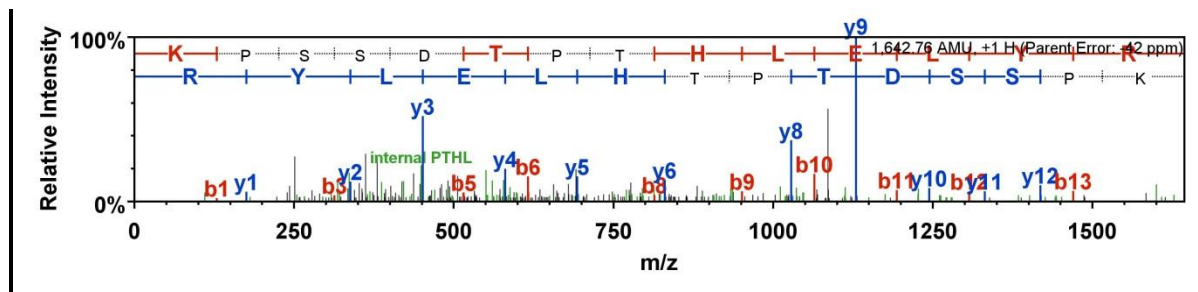 y9
100%
K P S S D T P T H L E L Y R
1,642.76 AMU, +1 H (Parent Error: -42 ppm)
R Y L E L H T P T D S S P K
Relative Intensity
y3
y8
internal PTHL
y4
y2
b6
y5
y6
b10
y12
b1
y1
b3
b5
b8
b9
b11
y10
b12
y11
b13
0%
0 250 500 750 1000 1250 1500
m/z